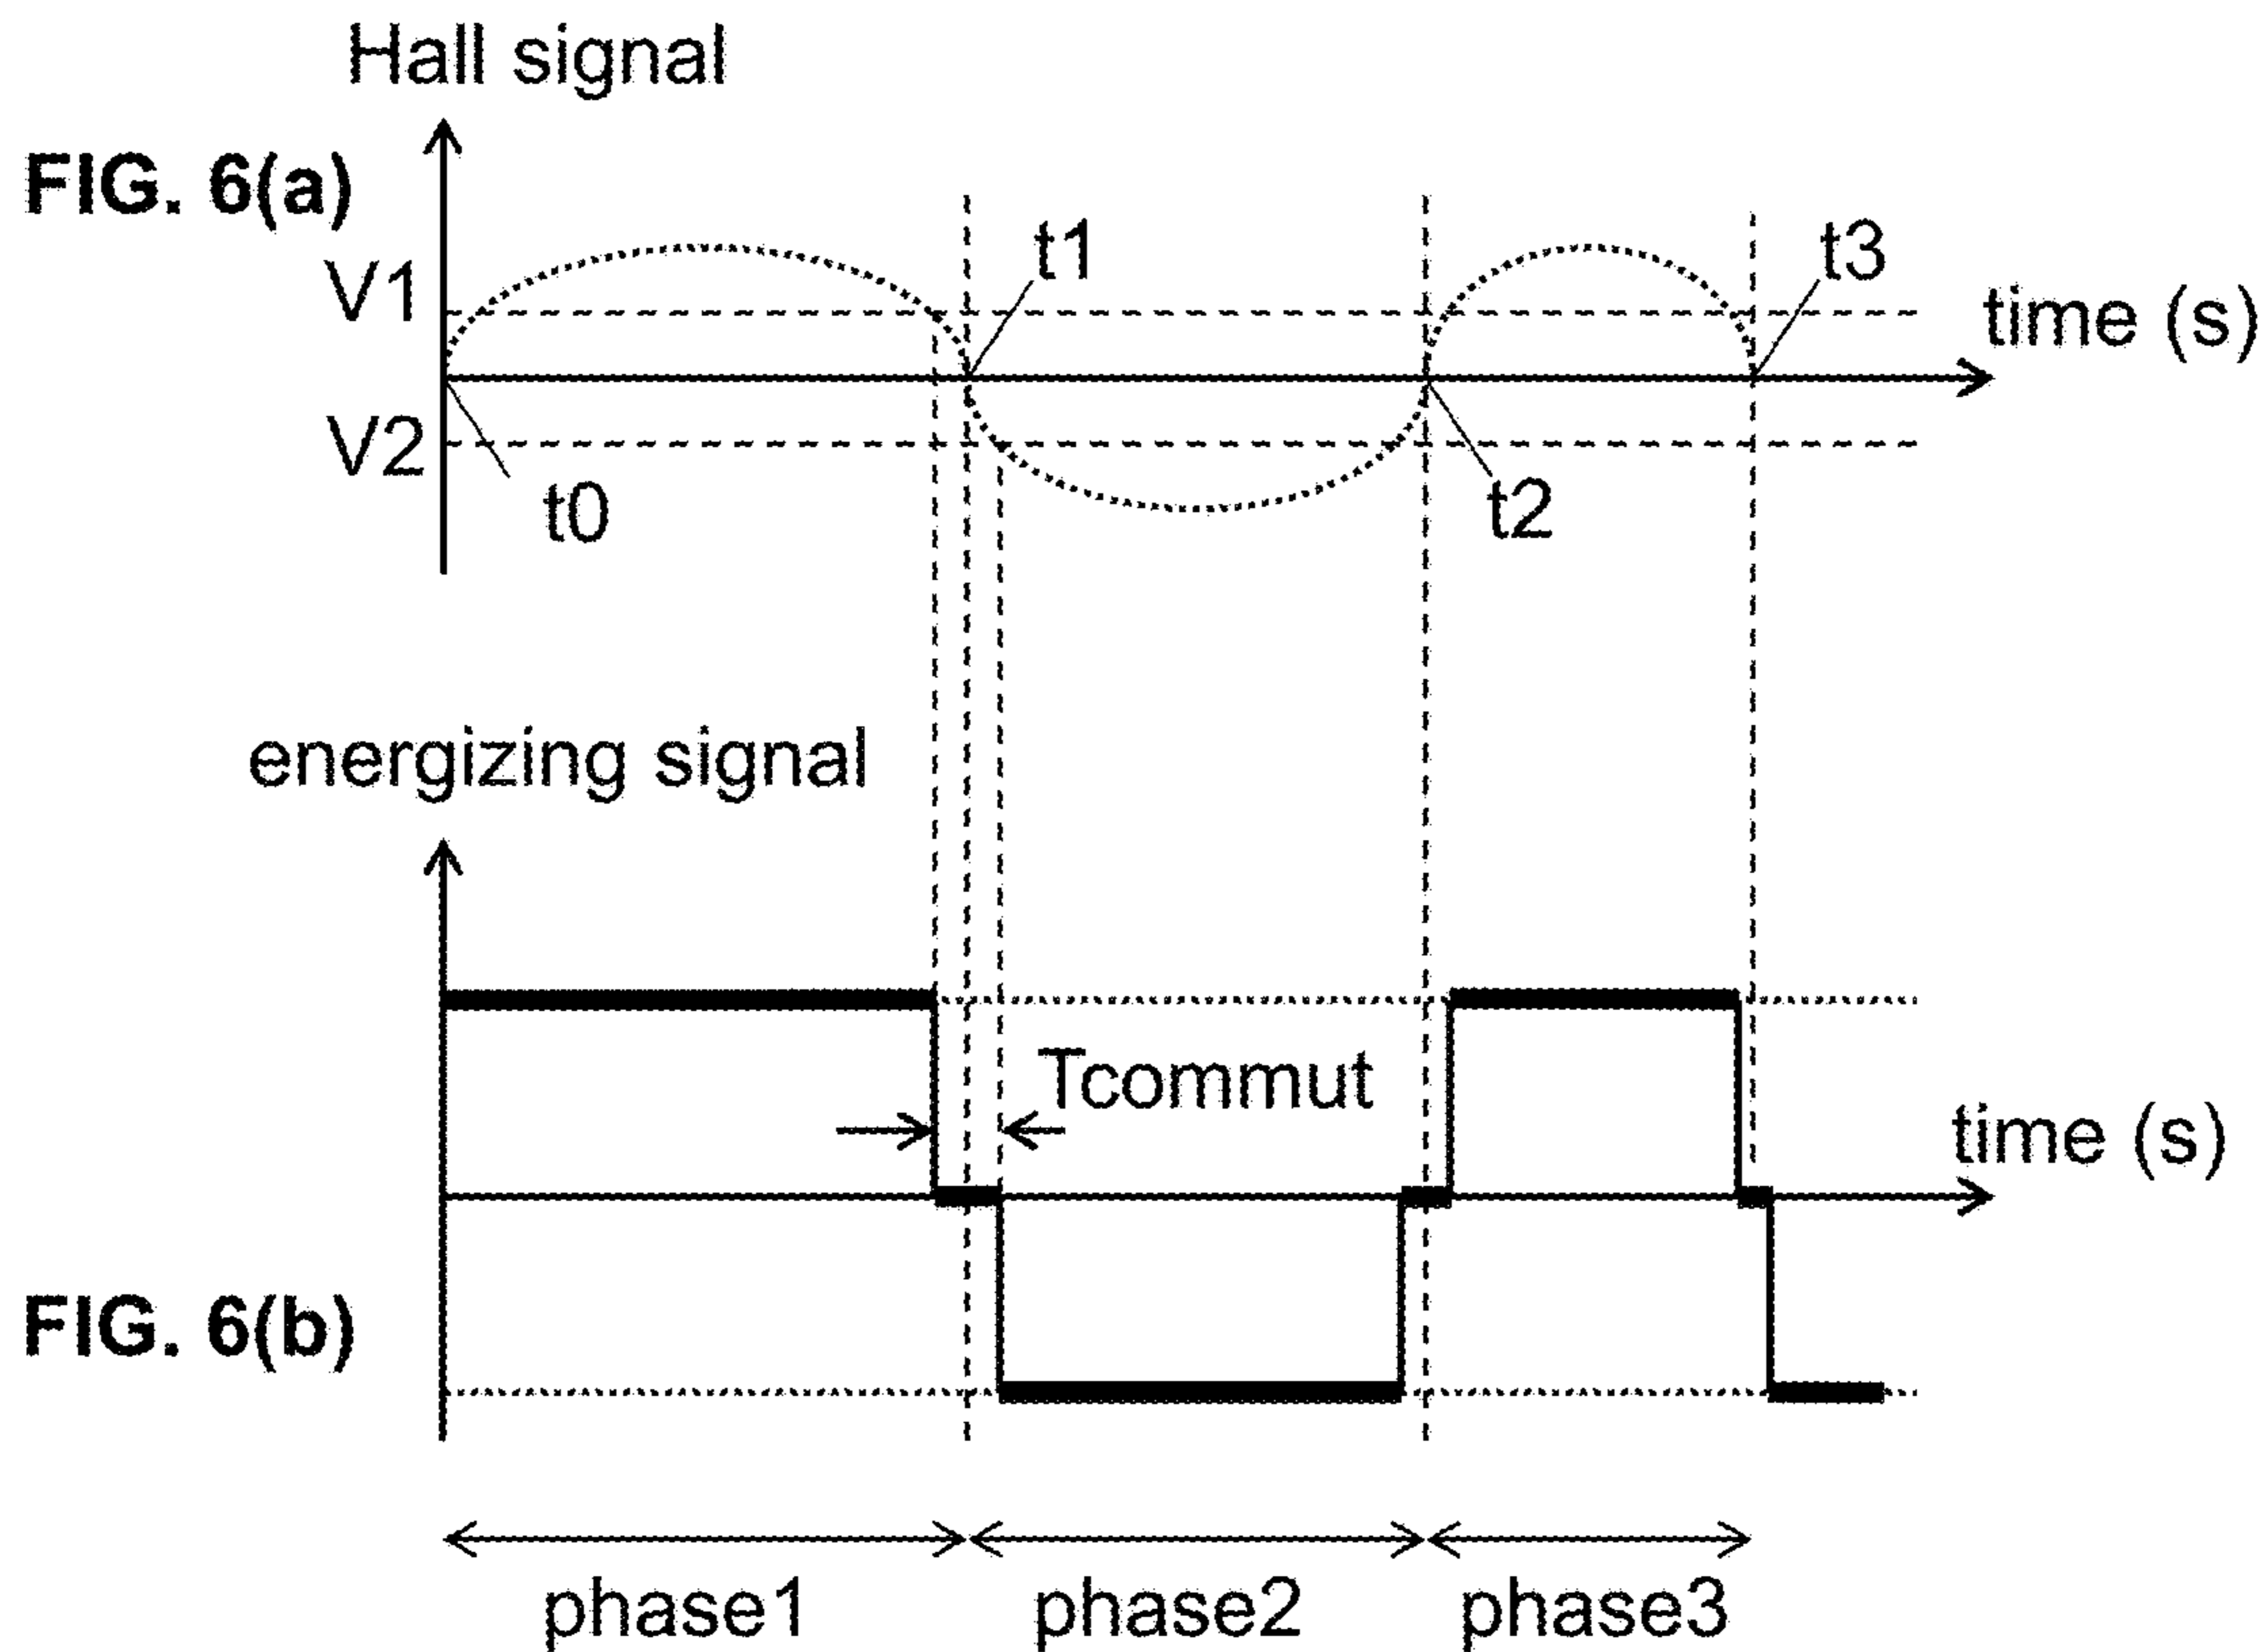 Hall signal
FIG. 6(a)
V1
t1
t3
time (s)
V2
t0
t2
energizing signal
Tcommut
time (s)
FIG. 6(b)
phase1
phase2
phase3